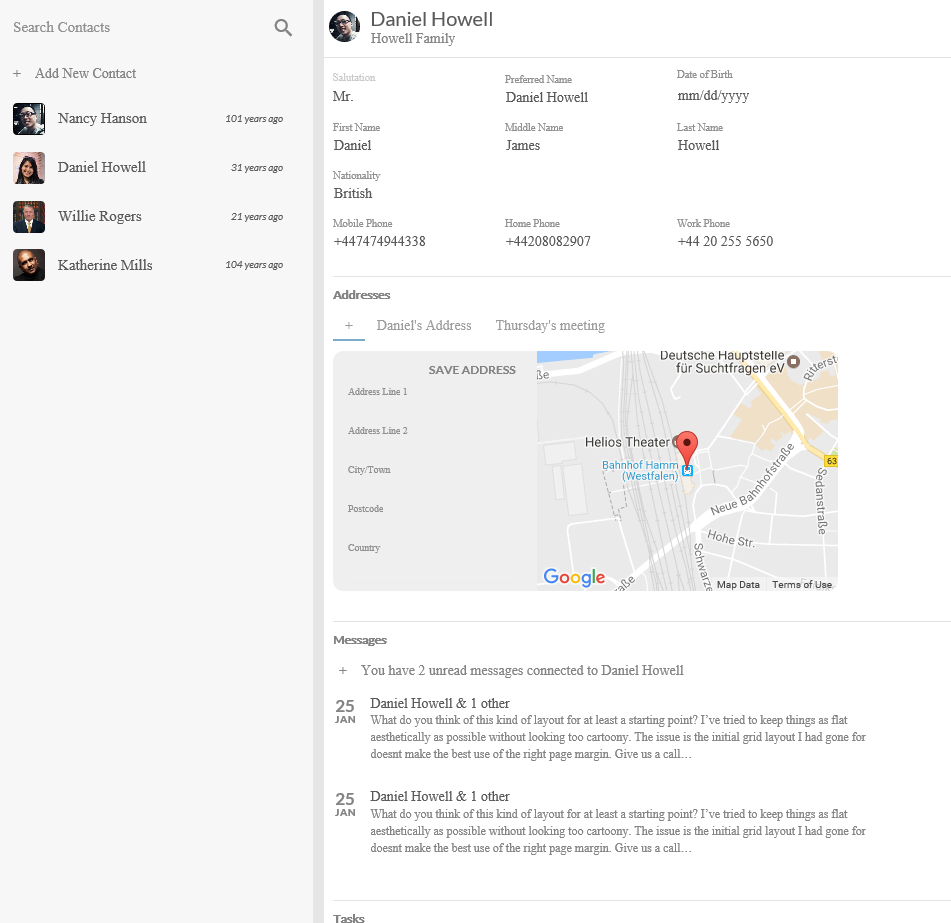 Search Contacts
+ Add New Contact
Nancy Hanson 101 years ago
Daniel Howell 31 years ago
Willie Rogers 21 years ago
Katherine Mills 104 years ago
Daniel Howell
Howell Family
Salutation Preferred Name Date of Birth
Mr. Daniel Howell mm/dd/yyyy
First Name Middle Name Last Name
Daniel James Howell
Nationality
British
Mobile Phone Home Phone Work Phone
+447474944338 +44208082907 +44 20 255 5650
Addresses
+ Daniel's Address Thursday's meeting
SAVE ADDRESS
Address Line 1
Address Line 2
City/Town
Postcode
Country
Deutsche Hauptstelle
für Suchtfragen eV
Ritterst
ße
Helios Theater
Bahnhof Hamm
(Westfalen)
63
Sedanstraße
Neue Bahnhofstraße
Hohe Str.
Schwarze
aße
Google
Map Data Terms of Use
Messages
+ You have 2 unread messages connected to Daniel Howell
25 JAN
Daniel Howell & 1 other
What do you think of this kind of layout for at least a starting point? I’ve tried to keep things as flat
aesthetically as possible without looking too cartoony. The issue is the initial grid layout I had gone for
doesnt make the best use of the right page margin. Give us a call…
25 JAN
Daniel Howell & 1 other
What do you think of this kind of layout for at least a starting point? I’ve tried to keep things as flat
aesthetically as possible without looking too cartoony. The issue is the initial grid layout I had gone for
doesnt make the best use of the right page margin. Give us a call…
Tasks